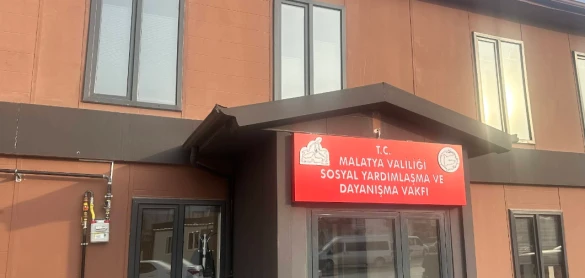 T.C.
MALATYA VALİLİĞİ
SOSYAL YARDIMLAŞMA VE
DAYANIŞMA VAKFI